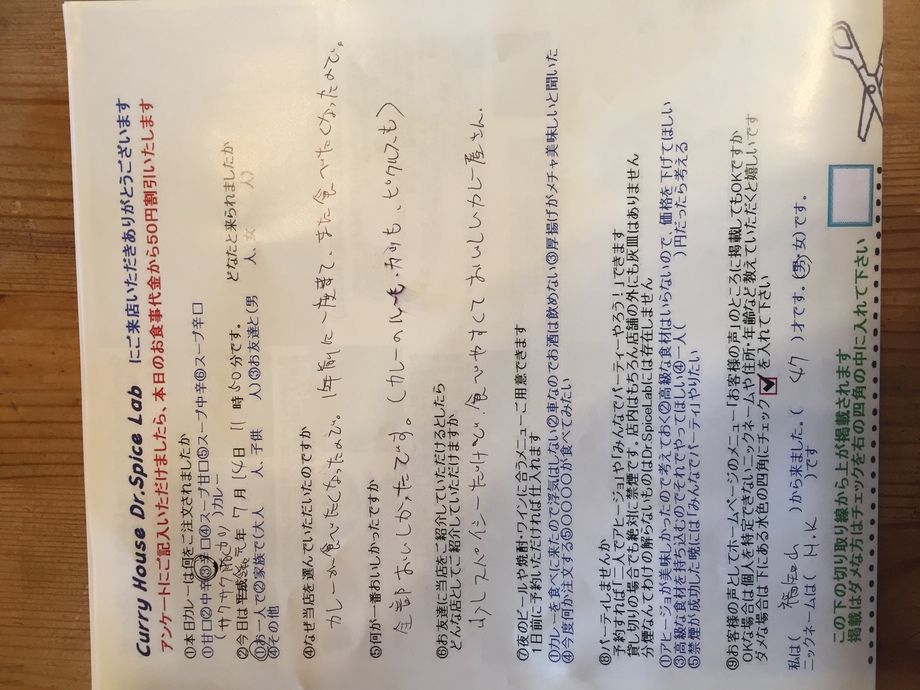 Curry House Dr.Spice Lab にご来店いただきありがとうございます
アンケートにご記入いただけましたら、本日のお食事代金から50円割引いたします
①本日カレーは何をご注文されましたか
①甘口②中辛③辛口④スープ甘口⑤スープ中辛⑥スープ辛口
(サクサクチカツ)カレー
②今日は平成元年7月14日11時50分です。 どなたと来られましたか
①お一人で②家族で(大人 人、子供 人)③お友達と(男 人、女 人)
④その他
④なぜ当店を選んでいただいたのですか
カレーが食べたくなったので。1年前に一度来て、また食べたくなったので。
⑤何が一番おいしかったですか
全部おいしかったです。(カレーのルーも、カツも、ピクルスも)
⑥お友達に当店をご紹介していただけるとしたら
どんな店としてご紹介していただけますか
少しスパイシーだけど、食べやすくておいしいカレー屋さん。
⑦夜のビールや焼酎・ワインに合うメニューご用意できます
1日前に予約いただければ仕入れます
①カレーを食べに来たので浮気はしない②車なのでお酒は飲めない③厚揚げがメチャ美味しいと聞いた
④今度何か注文する⑤○○○○○が食べてみたい
⑧パーティしませんか
予約すれば「二人でアヒージョ」や「みんなでパーティーやろう!」できます
貸し切りの場合でも絶対に禁煙です。店内はもちろん店舗の外にも灰皿はありません
分煙なんてわけの解らないものはDr.SpiceLabには存在しません
①アヒージョが美味しかったと覚えておく②高級な食材はいらないので、価格を下げてほしい
③高級な食材を持ち込むのでそれでやってほしい④一人( )円だったら考える
⑤禁煙が成功した暁には「みんなでパーティ」やりたい
⑨お客様の声としてホームページのメニュー「お客様の声」のところに掲載してもOKですか
OKな場合は個人を特定できないニックネームや住所・年齢など教えていただだくと嬉しいです
ダメな場合は下にある水色の四角にチェック☑を入れて下さい
私は( 福山 )から来ました。( 47 )才です。(男・女)です。
ニックネームは( H.K )です
この下の切り取り線から上が掲載されます
掲載はダメな方はチェックを右の四角の中に入れて下さい